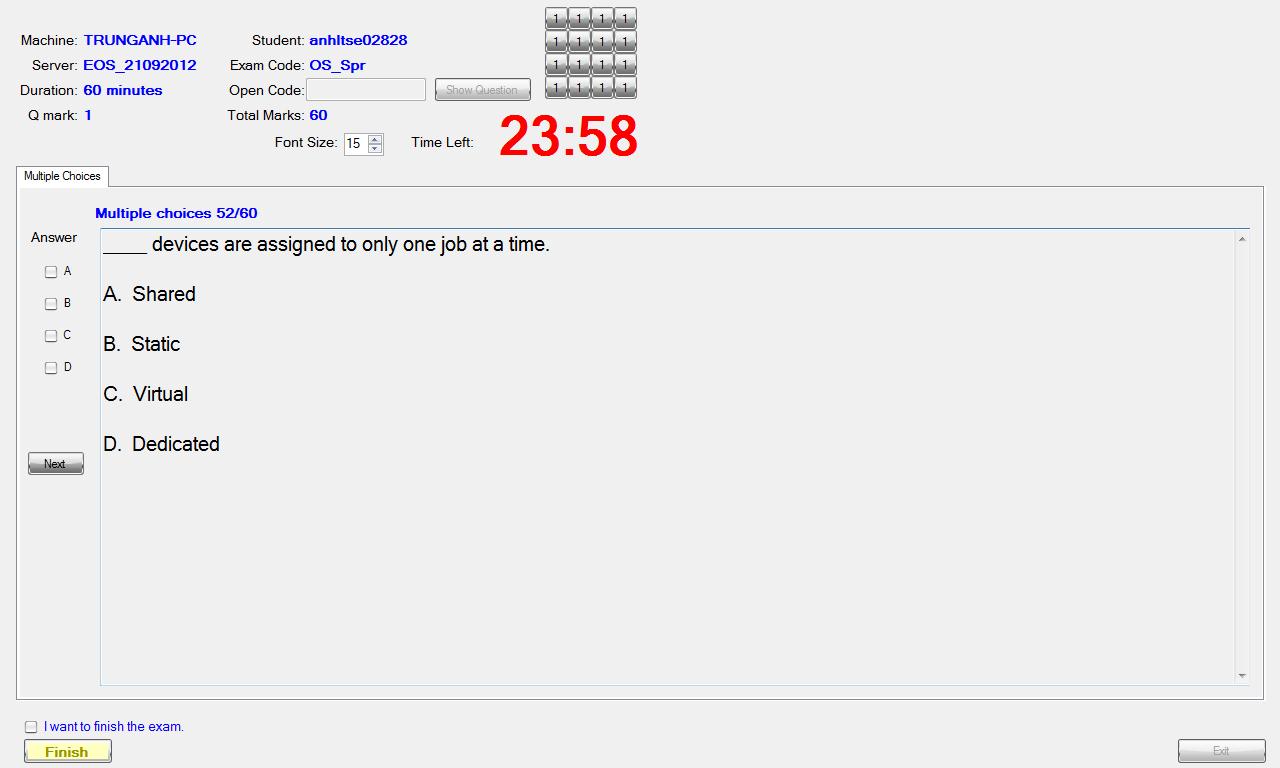 Machine: TRUNGANH-PC Student: anhltse02828
Server: EOS_21092012 Exam Code: OS_Spr
Duration: 60 minutes Open Code: Show Question
Q mark: 1 Total Marks: 60
1 1 1 1
1 1 1 1
1 1 1 1
1 1 1 1
Font Size: 15 Time Left: 23:58
Multiple Choices
Multiple choices 52/60
Answer
A
B
C
D
Next
____ devices are assigned to only one job at a time.
A. Shared
B. Static
C. Virtual
D. Dedicated
I want to finish the exam.
Finish Exit